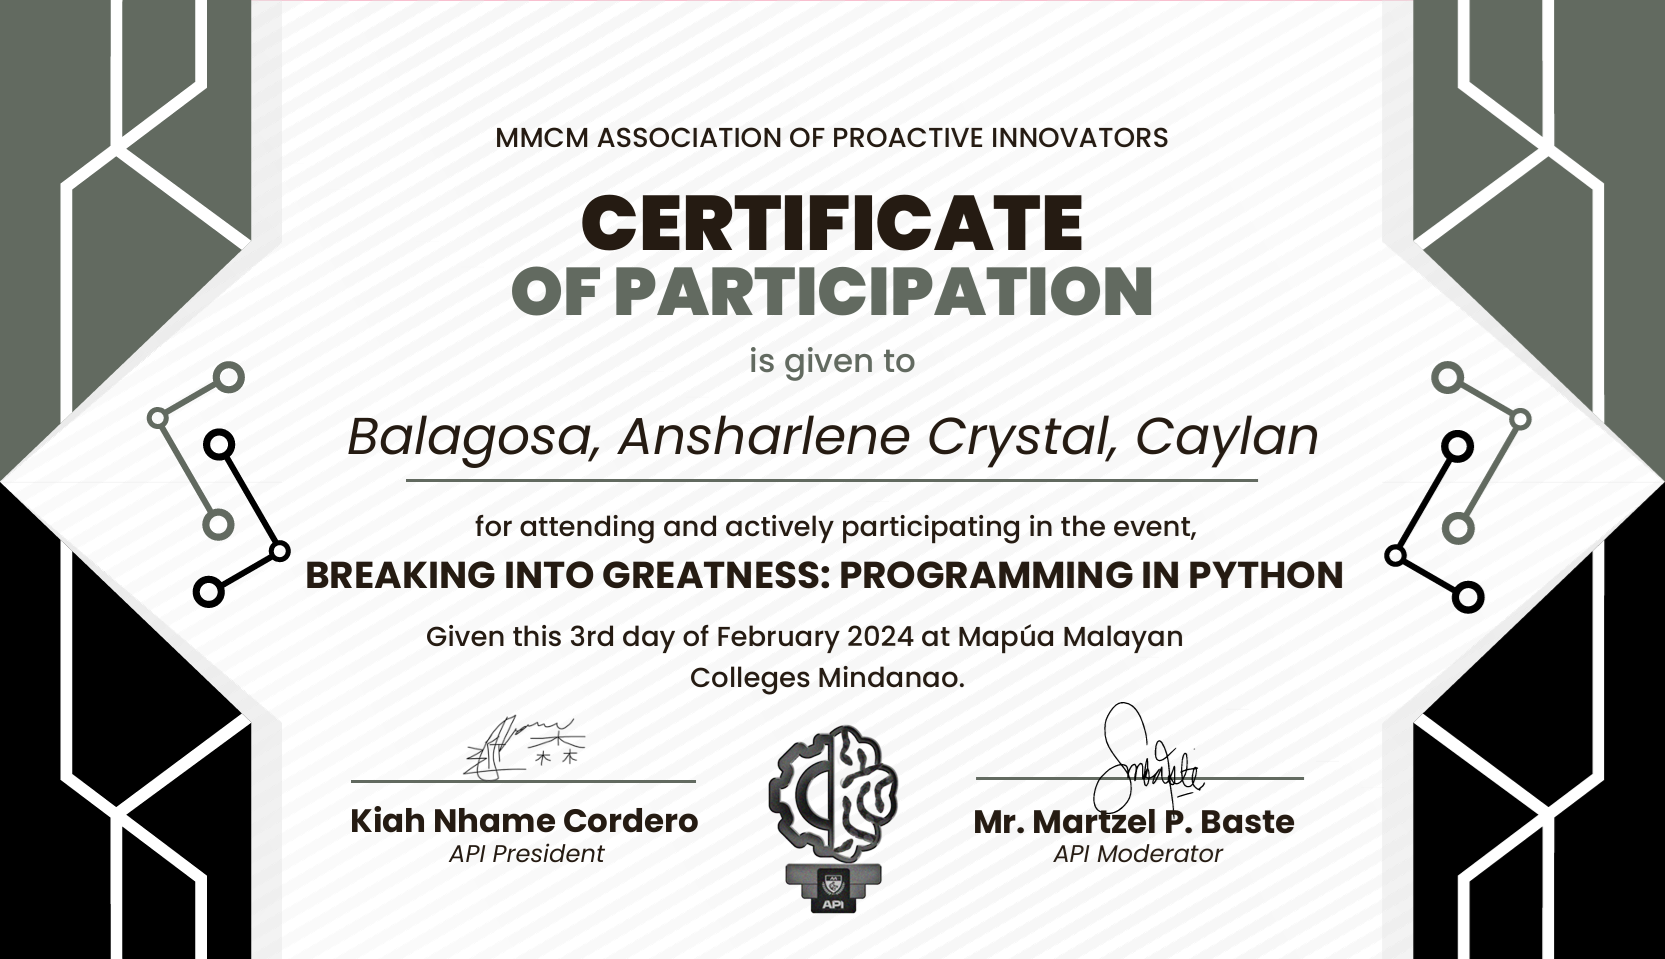 MMCM ASSOCIATION OF PROACTIVE INNOVATORS
CERTIFICATE
OF PARTICIPATION
is given to
Balagosa, Ansharlene Crystal, Caylan
for attending and actively participating in the event,
BREAKING INTO GREATNESS: PROGRAMMING IN PYTHON
Given this 3rd day of February 2024 at Mapúa Malayan
Colleges Mindanao.
Kiah Nhame Cordero
API President
Mr. Martzel P. Baste
API Moderator
API